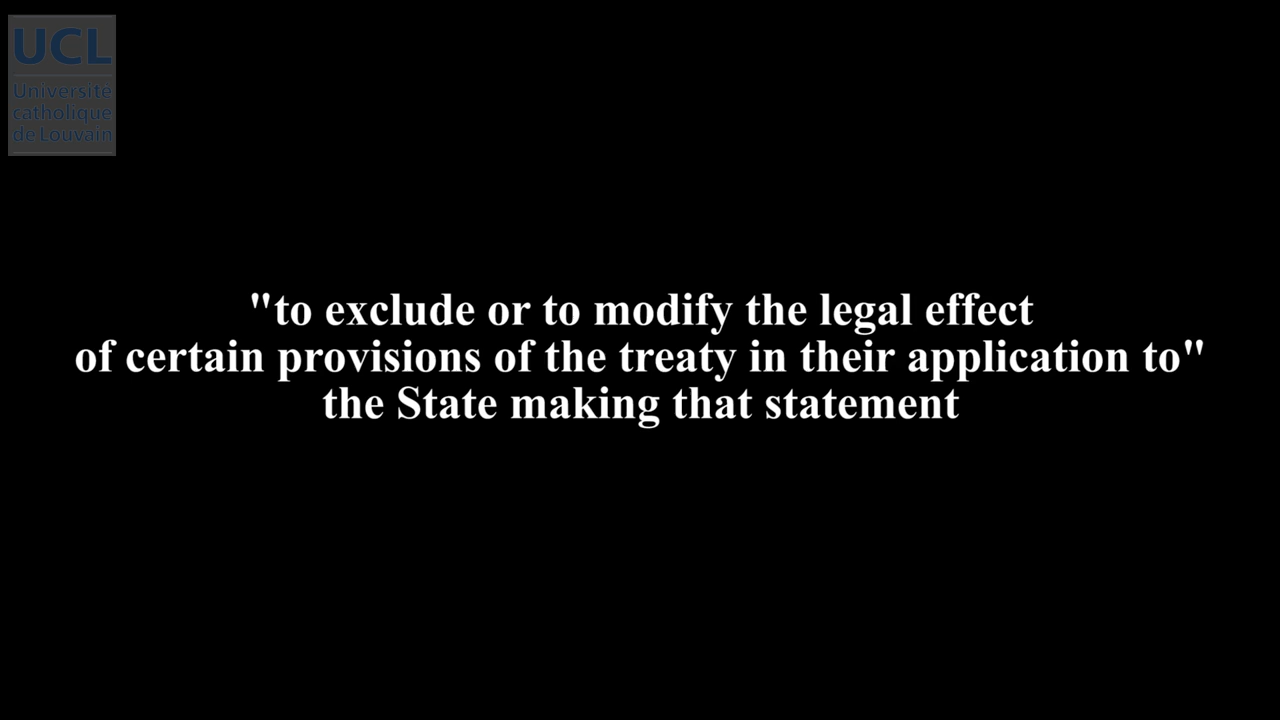 UCL
Université
catholique
de Louvain
"to exclude or to modify the legal effect
of certain provisions of the treaty in their application to"
the State making that statement